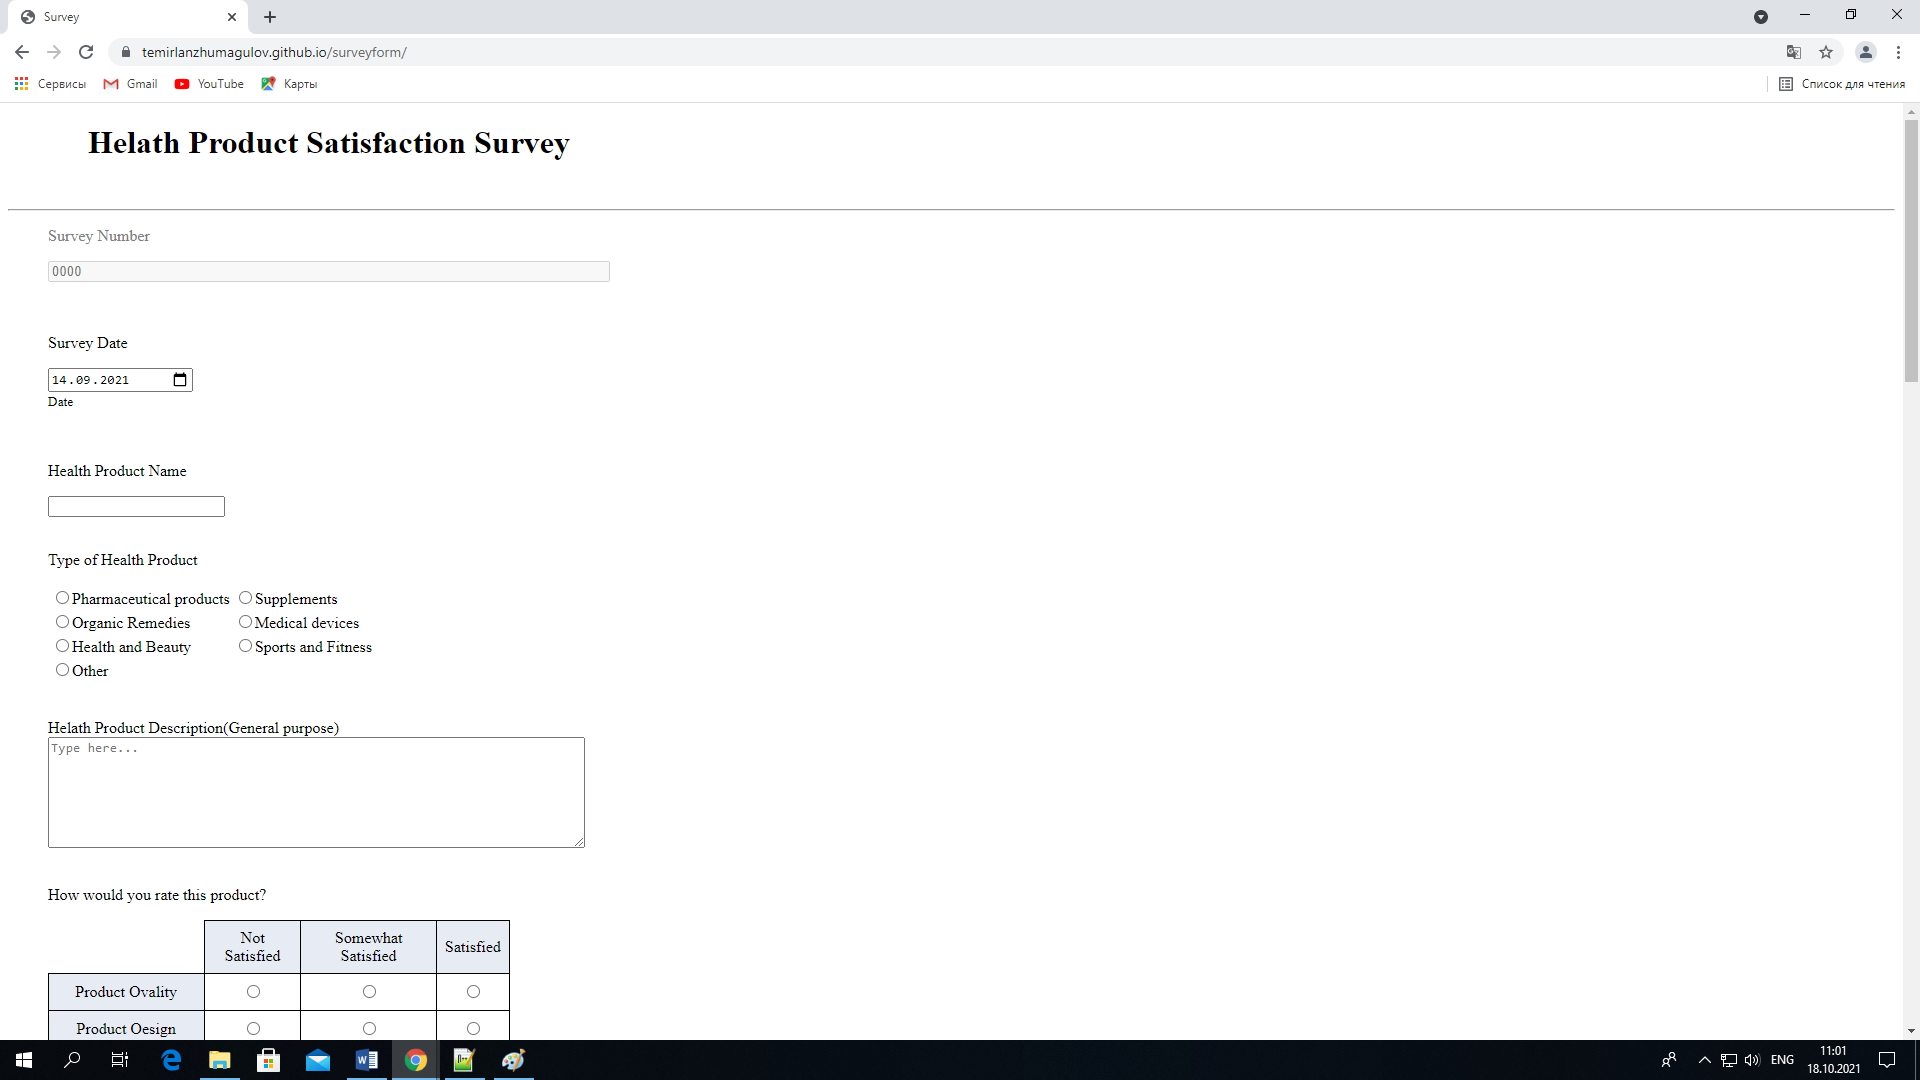 Survey
temirlanzhumagulov.github.io/surveyform/
Сервисы Gmail YouTube Карты Список для чтения
Helath Product Satisfaction Survey
Survey Number
0000
Survey Date
14.09.2021
Date
Health Product Name
Type of Health Product
Pharmaceutical products Supplements
Organic Remedies Medical devices
Health and Beauty Sports and Fitness
Other
Helath Product Description(General purpose)
Type here...
How would you rate this product?
Not Satisfied Somewhat Satisfied Satisfied
Product Ovality
Product Oesign
ENG
11:01
18.10.2021